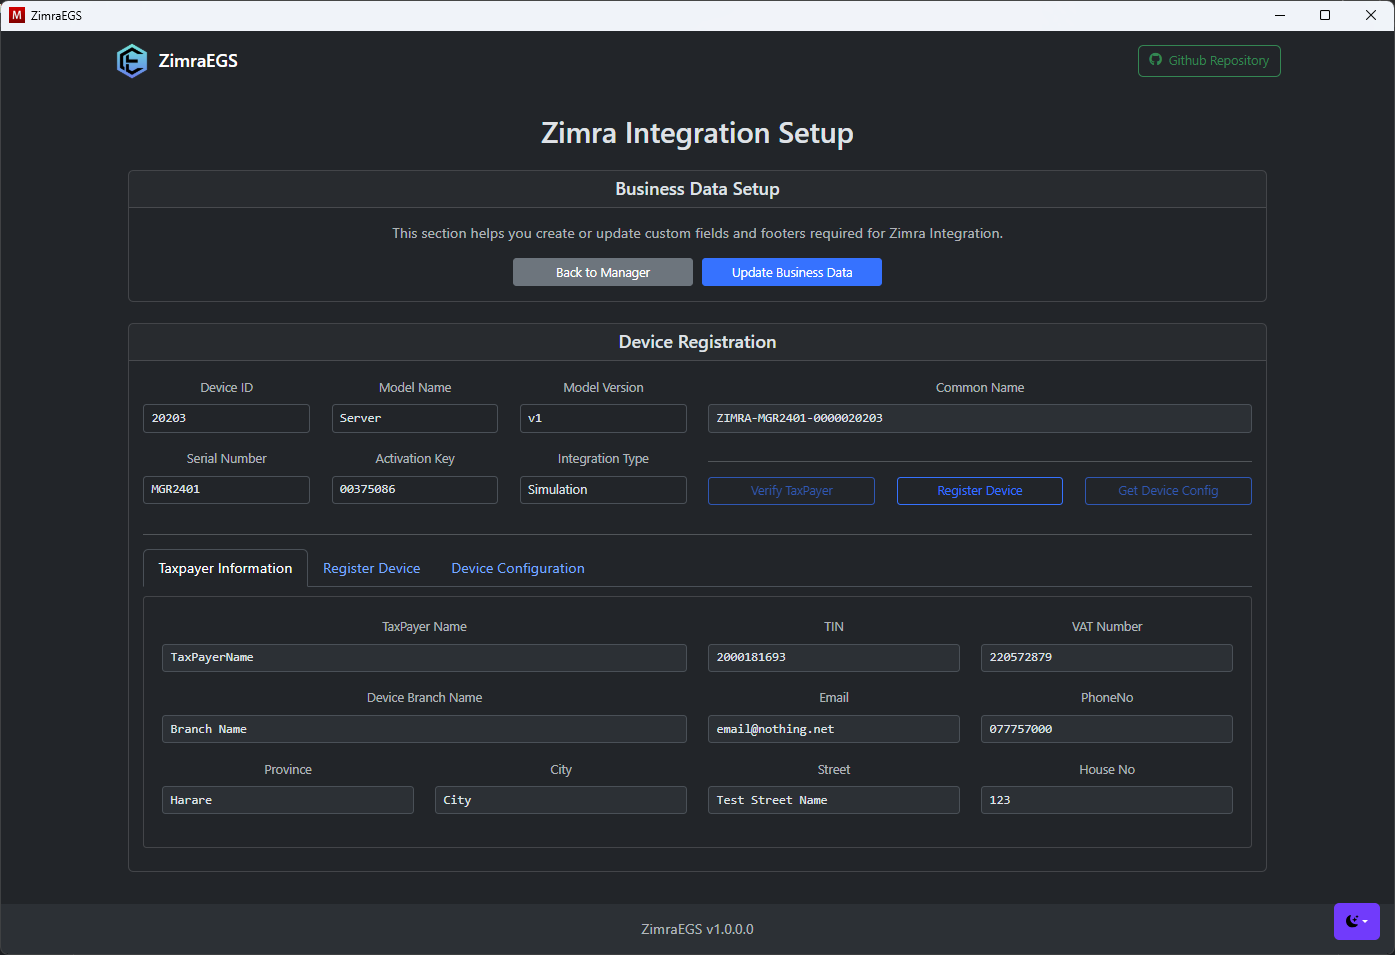 M ZimraEGS
ZimraEGS
Github Repository
Zimra Integration Setup
Business Data Setup
This section helps you create or update custom fields and footers required for Zimra Integration.
Back to Manager Update Business Data
Device Registration
Device ID Model Name Model Version Common Name
20203 Server v1 ZIMRA-MGR2401-0000020203
Serial Number Activation Key Integration Type
MGR2401 00375086 Simulation Verify TaxPayer Register Device Get Device Config
Taxpayer Information Register Device Device Configuration
TaxPayer Name TIN VAT Number
TaxPayerName 2000181693 220572879
Device Branch Name Email PhoneNo
Branch Name email@nothing.net 077757000
Province City Street House No
Harare City Test Street Name 123
ZimraEGS v1.0.0.0